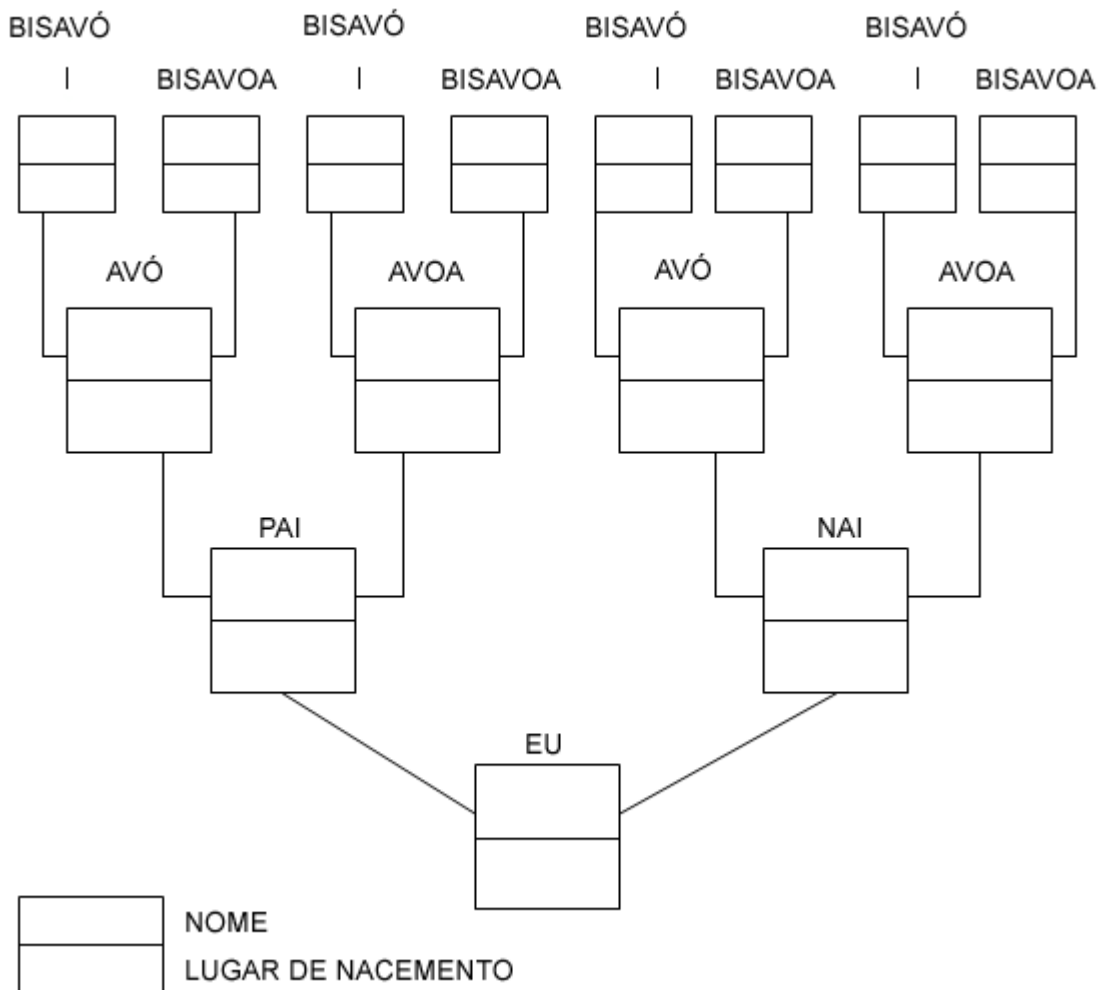 BISAVÓ BISAVÓ BISAVÓ BISAVÓ
| BISAVOA | BISAVOA | BISAVOA | BISAVOA
AVÓ AVOA AVÓ AVOA
PAI NAI
EU
NOME
LUGAR DE NACEMENTO